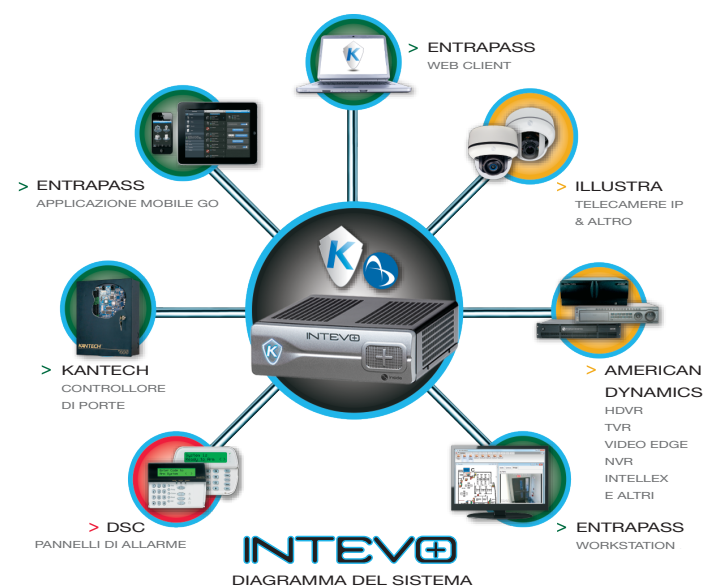 > ENTRAPASS
WEB CLIENT
> ENTRAPASS
APPLICAZIONE MOBILE GO
> ILLUSTRA
TELECAMERE IP
& ALTRO
K
INTEVO
K
> KANTECH
CONTROLLORE
DI PORTE
KANTECH
> AMERICAN
DYNAMICS
HDVR
TVR
VIDEO EDGE
NVR
INTELLEX
E ALTRI
> DSC
PANNELLI DI ALLARME
> ENTRAPASS
WORKSTATION
INTEVO
DIAGRAMMA DEL SISTEMA